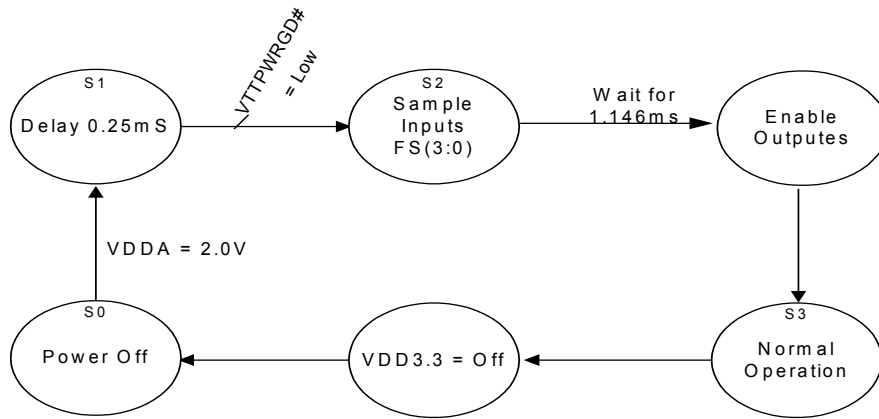 S1
Delay 0.25mS
VTTPWRGD#
= Low
S2
Sample
Inputs
FS(3:0)
Wait for
1.146ms
Enable
Outputes
VDDA = 2.0V
S0
Power Off
VDD3.3 = Off
S3
Normal
Operation